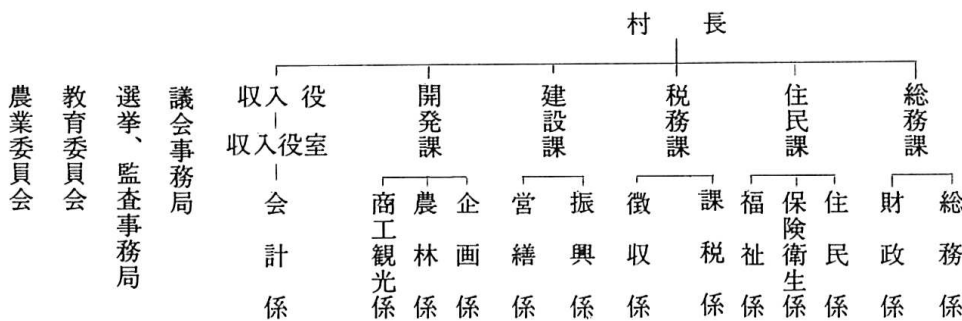 村長
総務課
総務係
財政係
住民課
住民係
保険衛生係
福祉係
税務課
課税係
徴収係
建設課
振興係
営繕係
開発課
企画係
農林係
商工観光係
収入役
収入役室
会計係
議会事務局
選挙、監査事務局
教育委員会
農業委員会